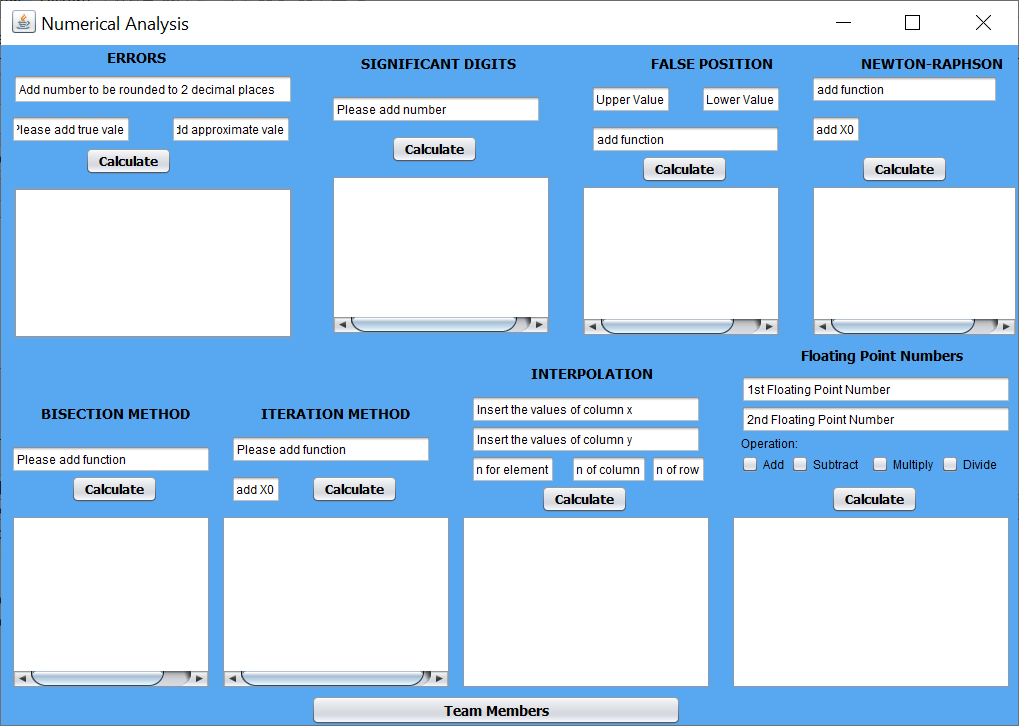 Numerical Analysis
ERRORS
Add number to be rounded to 2 decimal places
lease add true vale
dd approximate vale
Calculate
SIGNIFICANT DIGITS
Please add number
Calculate
FALSE POSITION
Upper Value
Lower Value
add function
Calculate
NEWTON-RAPHSON
add function
add X0
Calculate
BISECTION METHOD
Please add function
Calculate
ITERATION METHOD
Please add function
add X0
Calculate
INTERPOLATION
Insert the values of column x
Insert the values of column y
n for element
n of column
n of row
Calculate
Floating Point Numbers
1st Floating Point Number
2nd Floating Point Number
Operation:
Add
Subtract
Multiply
Divide
Calculate
Team Members